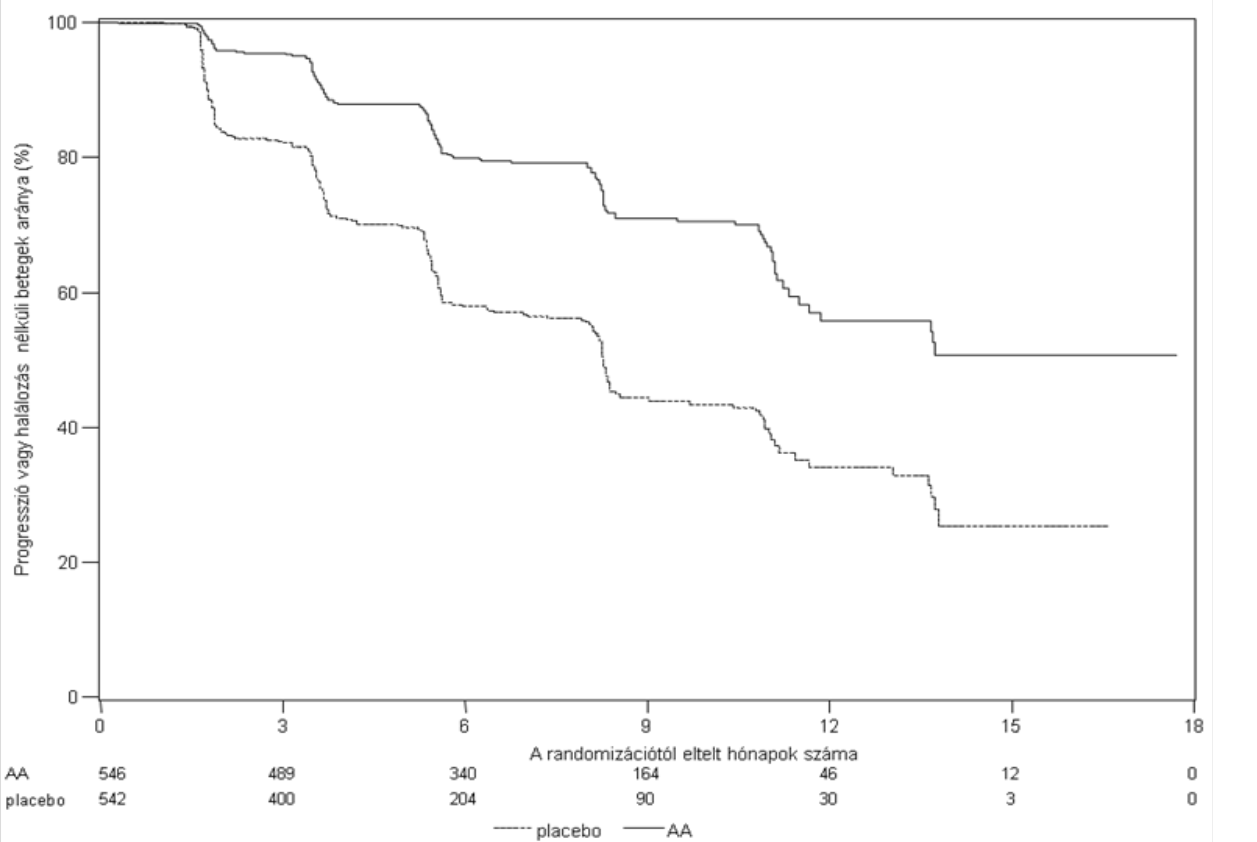 Progresszió vagy halálozás nélküli betegek aránya (%)
100
80
60
40
20
0
0 3 6 9 12 15 18
A randomizációtól eltelt hónapok száma
AA 546 489 340 164 46 12 0
placebo 542 400 204 90 30 3 0
placebo AA